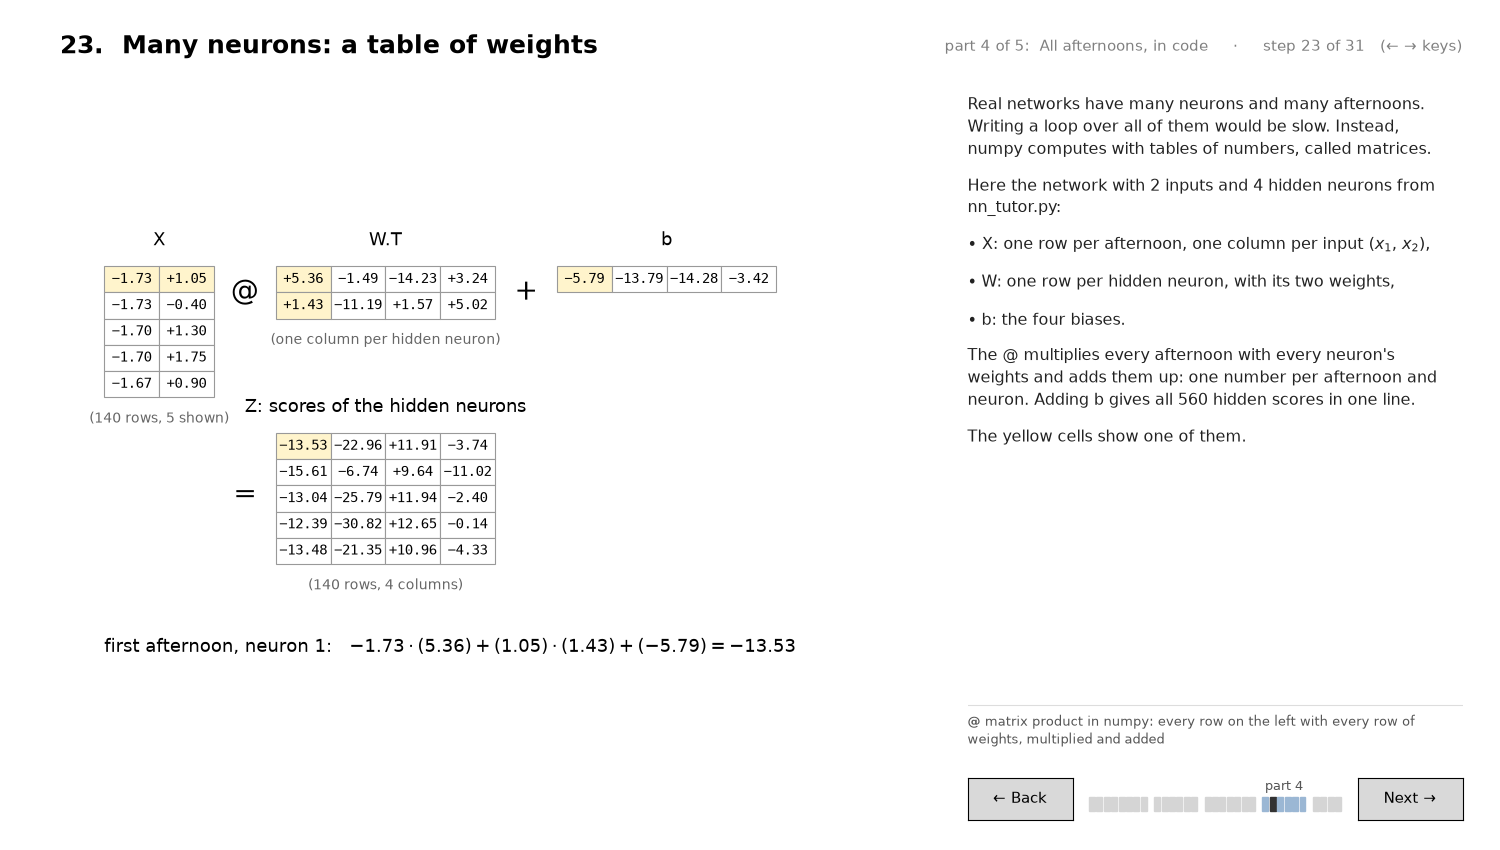 23.  Many neurons: a table of weights
part 4 of 5:  All afternoons, in code  ·  step 23 of 31  (← → keys)
X
−1.73 +1.05
−1.73 −0.40
−1.70 +1.30
−1.70 +1.75
−1.67 +0.90
(140 rows, 5 shown)
@
W.T
+5.36 −1.49 −14.23 +3.24
+1.43 −11.19 +1.57 +5.02
(one column per hidden neuron)
+
b
−5.79 −13.79 −14.28 −3.42
Z: scores of the hidden neurons
=
−13.53 −22.96 +11.91 −3.74
−15.61 −6.74 +9.64 −11.02
−13.04 −25.79 +11.94 −2.40
−12.39 −30.82 +12.65 −0.14
−13.48 −21.35 +10.96 −4.33
(140 rows, 4 columns)
first afternoon, neuron 1:   −1.73 · (5.36) + (1.05) · (1.43) + (−5.79) = −13.53
Real networks have many neurons and many afternoons.
Writing a loop over all of them would be slow. Instead,
numpy computes with tables of numbers, called matrices.
Here the network with 2 inputs and 4 hidden neurons from
nn_tutor.py:
• X: one row per afternoon, one column per input (x₁, x₂),
• W: one row per hidden neuron, with its two weights,
• b: the four biases.
The @ multiplies every afternoon with every neuron's
weights and adds them up: one number per afternoon and
neuron. Adding b gives all 560 hidden scores in one line.
The yellow cells show one of them.
@ matrix product in numpy: every row on the left with every row of
weights, multiplied and added
← Back
part 4
Next →